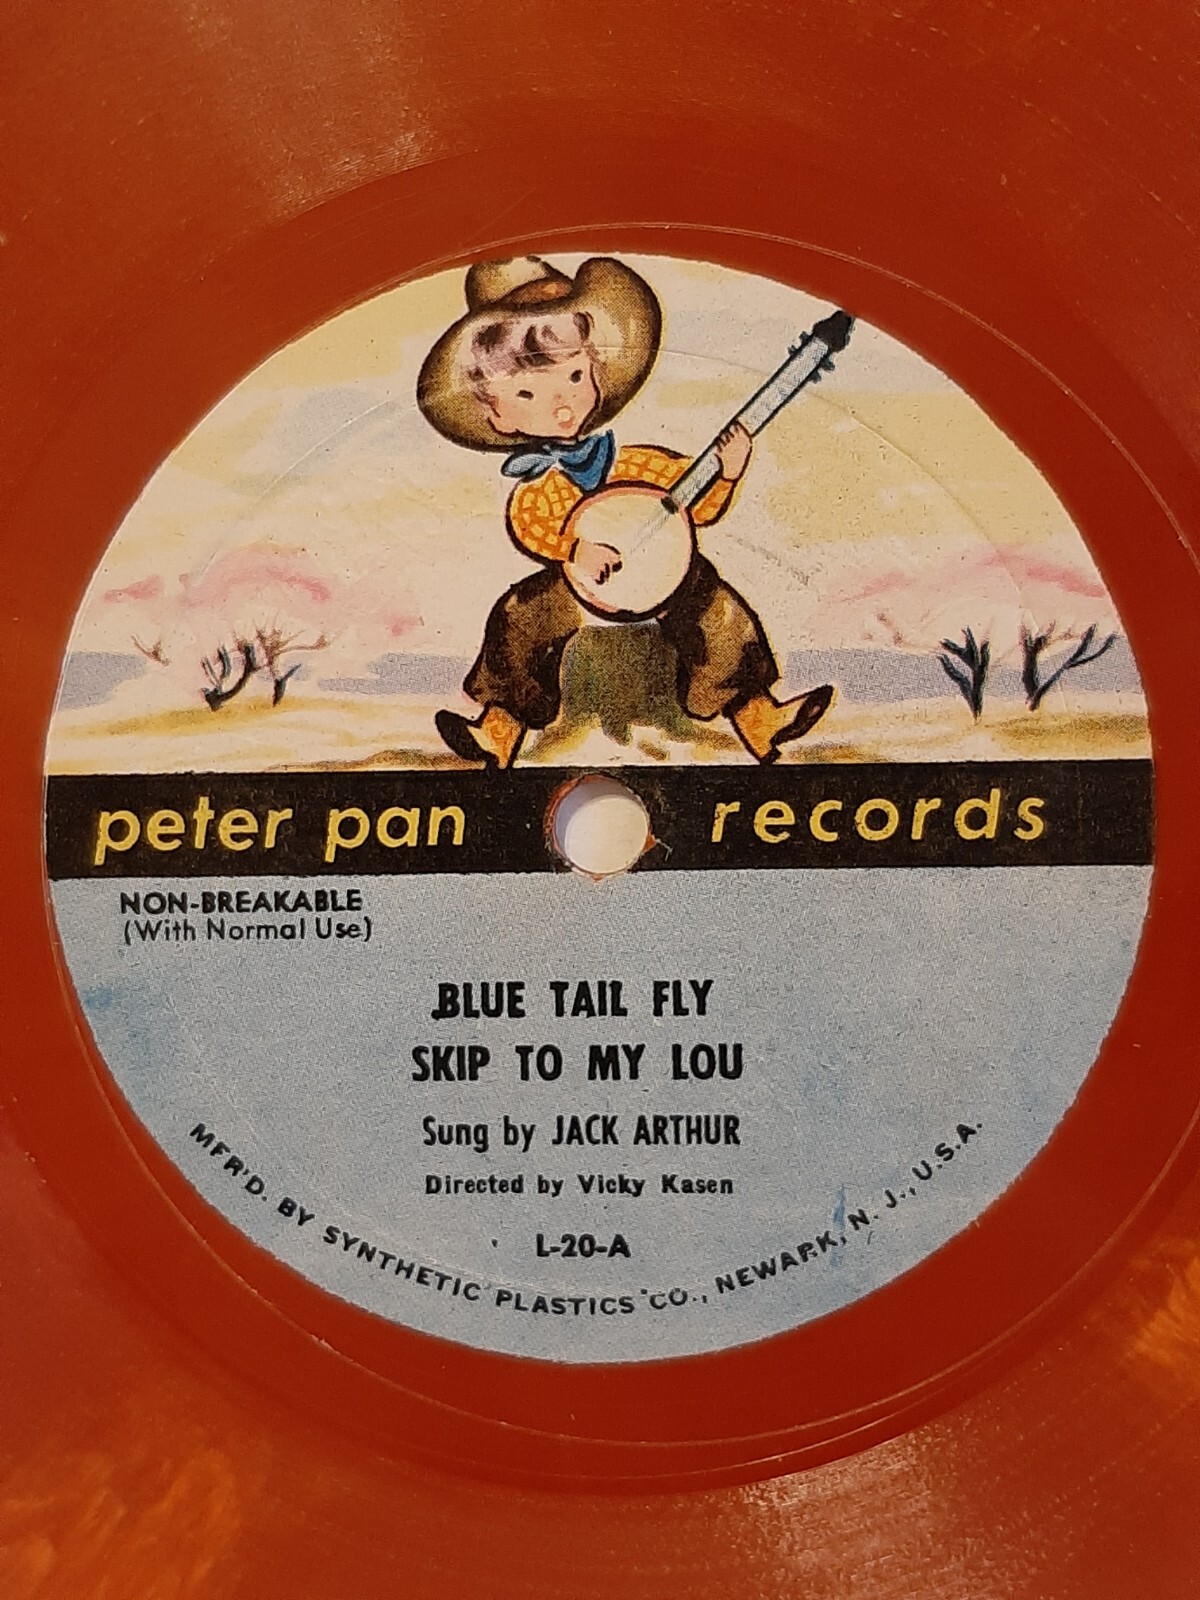 peter pan records
NON-BREAKABLE
(With Normal Use)
BLUE TAIL FLY
SKIP TO MY LOU
Sung by JACK ARTHUR
Directed by Vicky Kasen
L-20-A
MFR'D. BY SYNTHETIC PLASTICS CO., NEWARK, N. J., U.S.A.